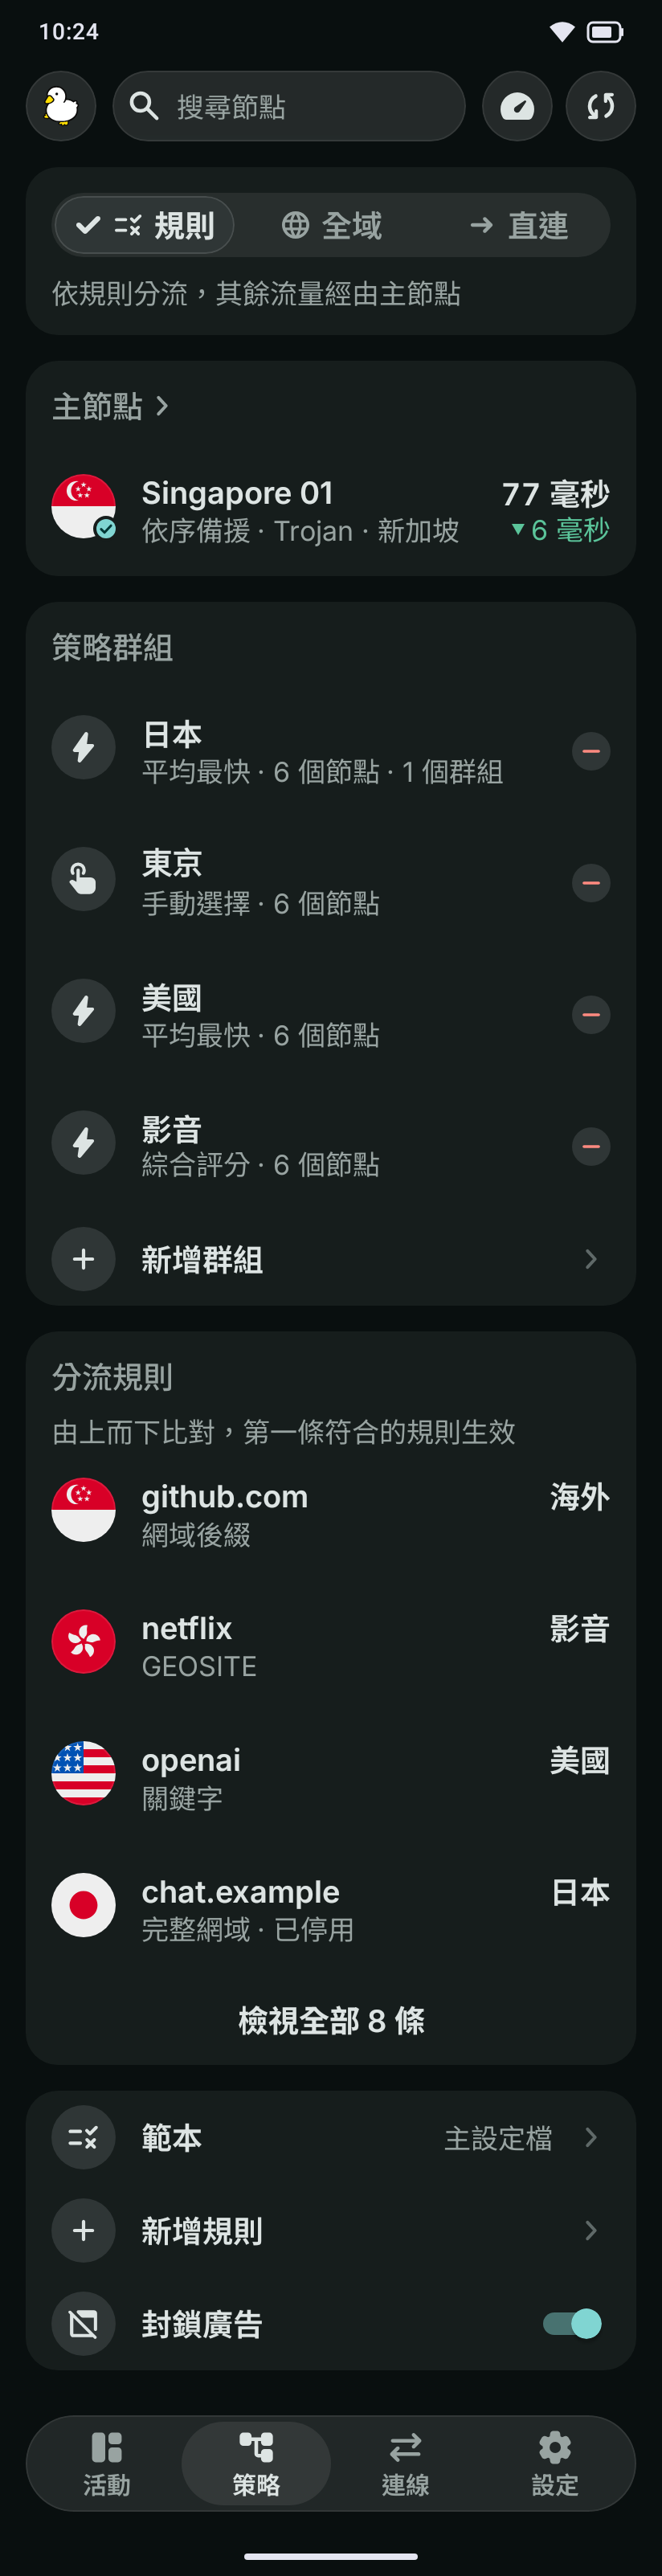 10:24
搜尋節點
規則
全域
直連
依規則分流，其餘流量經由主節點
主節點
Singapore 01
77 毫秒
依序備援 · Trojan · 新加坡
▼6 毫秒
策略群組
日本
平均最快 · 6 個節點 · 1 個群組
東京
手動選擇 · 6 個節點
美國
平均最快 · 6 個節點
影音
綜合評分 · 6 個節點
新增群組
分流規則
由上而下比對，第一條符合的規則生效
github.com
海外
網域後綴
netflix
影音
GEOSITE
openai
美國
關鍵字
chat.example
日本
完整網域 · 已停用
檢視全部 8 條
範本
主設定檔
新增規則
封鎖廣告
活動
策略
連線
設定